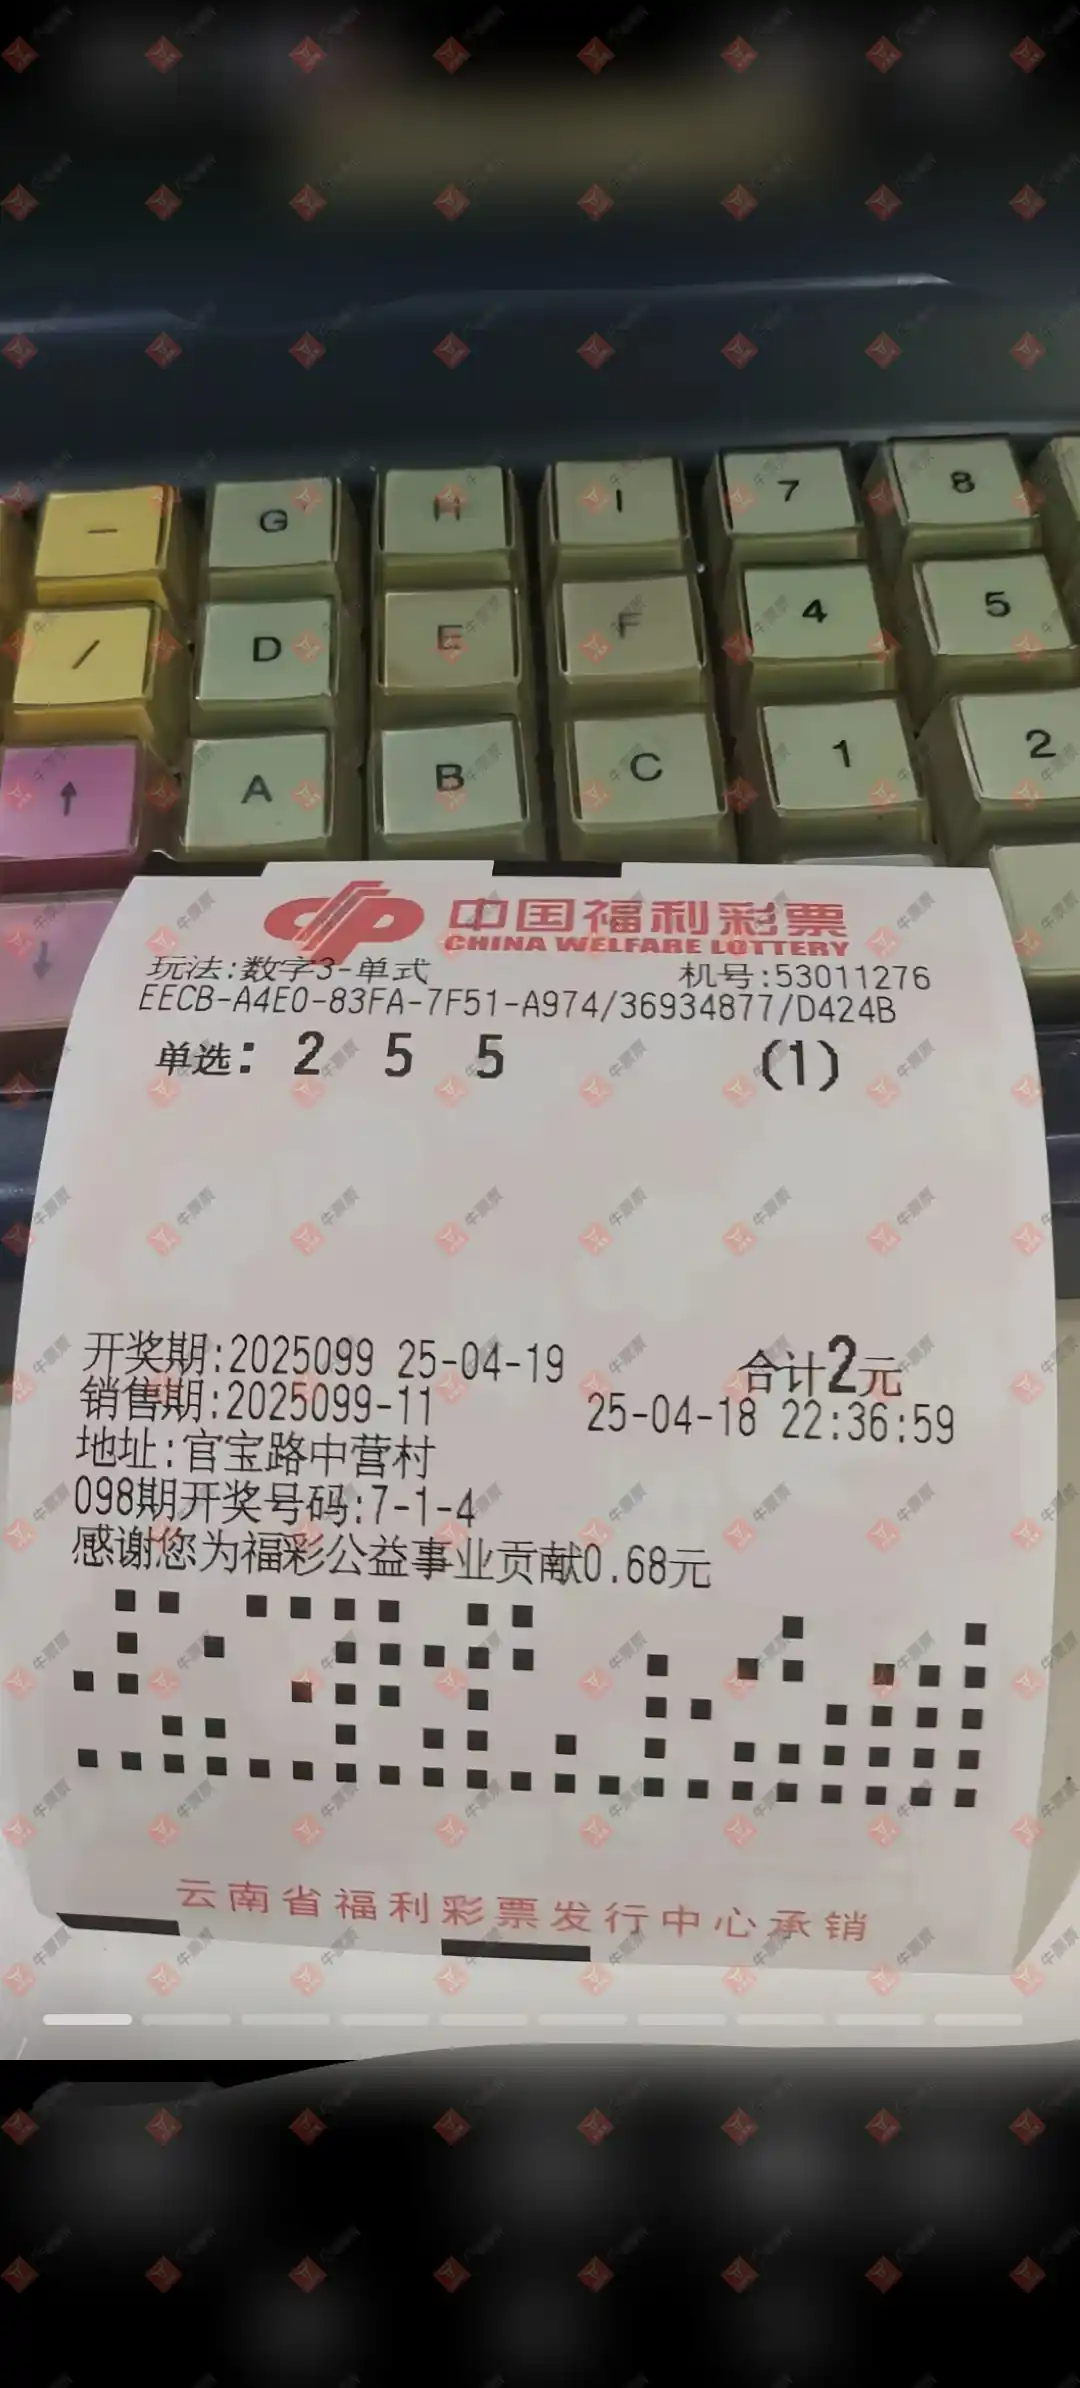 - G H I 7 8
/ D E F 4 5
↑ A B C 1 2
↓
中国福利彩票
CHINA WELFARE LOTTERY
玩法:数字3-单式 机号:53011276
EECB-A4E0-83FA-7F51-A974/36934877/D424B
单选: 2 5 5 (1)
开奖期:2025099 25-04-19 合计2元
销售期:2025099-11 25-04-18 22:36:59
地址:官宝路中营村
098期开奖号码:7-1-4
感谢您为福彩公益事业贡献0.68元
云南省福利彩票发行中心承销
牛票票